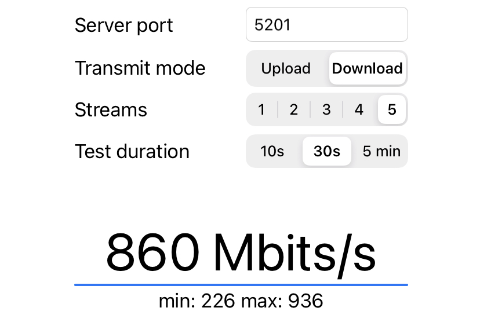 Server port 5201
Transmit mode Upload Download
Streams 1 2 3 4 5
Test duration 10s 30s 5 min
860 Mbits/s
min: 226 max: 936